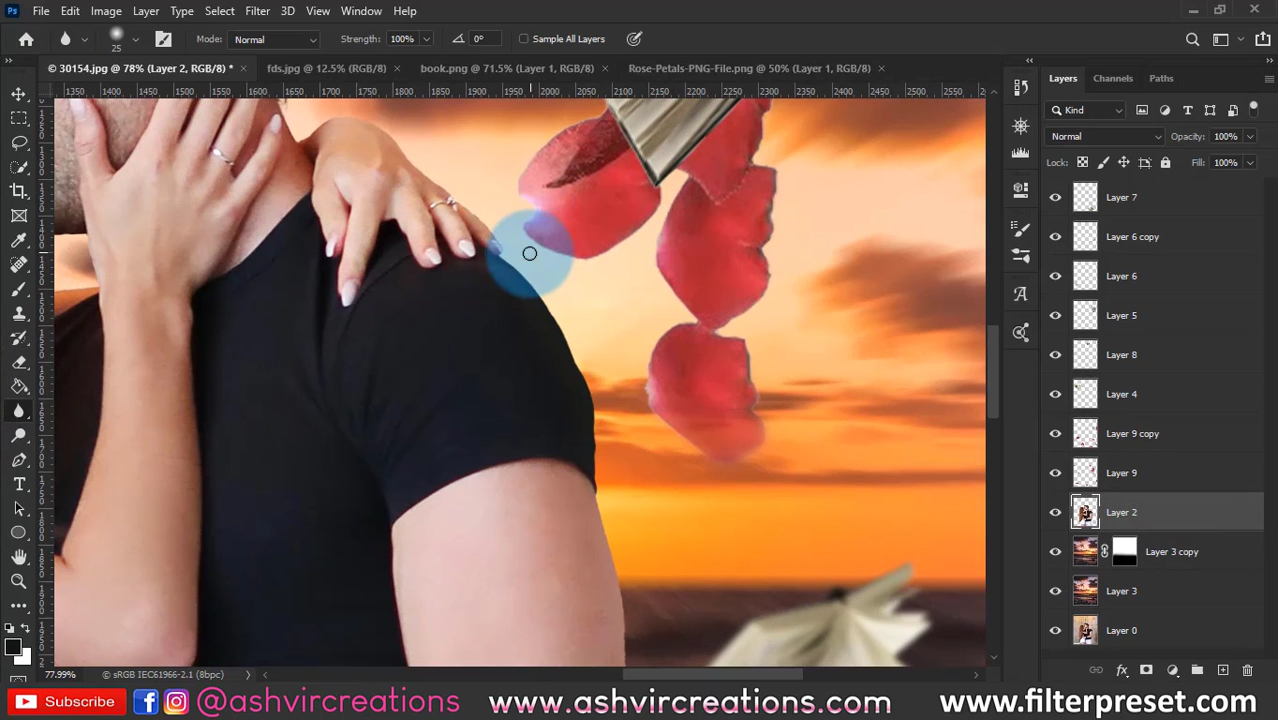 Ps File Edit Image Layer Type Select Filter 3D View Window Help
25 Mode: Normal Strength: 100% 0° Sample All Layers
© 30154.jpg @ 78% (Layer 2, RGB/8) * × fds.jpg @ 12.5% (RGB/8) × book.png @ 71.5% (Layer 1, RGB/8) × Rose-Petals-PNG-File.png @ 50% (Layer 1, RGB/8) ×
1350 1400 1450 1500 1550 1600 1650 1700 1750 1800 1850 1900 1950 2000 2050 2100 2150 2200 2250 2300 2350 2400 2450 2500 2550
Layers Channels Paths
Kind
Normal Opacity: 100%
Lock: Fill: 100%
Layer 7
Layer 6 copy
Layer 6
Layer 5
Layer 8
Layer 4
Layer 9 copy
Layer 9
Layer 2
Layer 3 copy
Layer 3
Layer 0
77.99% © sRGB IEC61966-2.1 (8bpc)
Subscribe @ashvircreations www.ashvircreations.com www.filterpreset.com